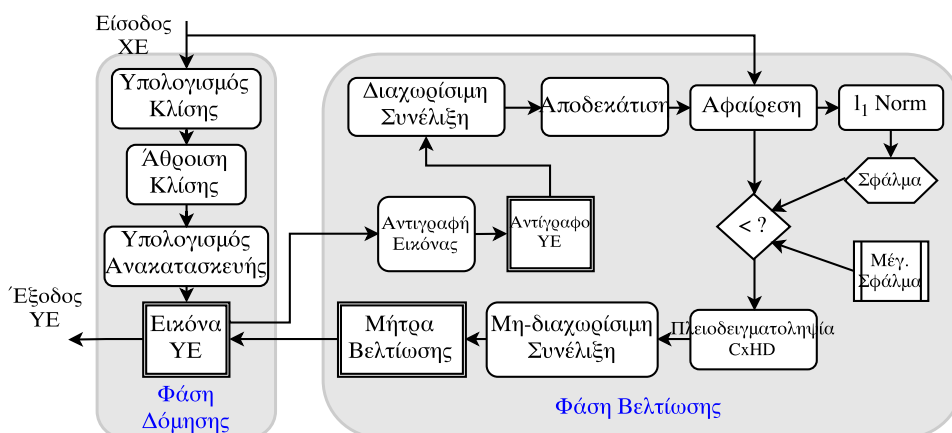 Είσοδος
ΧΕ
Υπολογισμός
Κλίσης
Άθροιση
Κλίσης
Υπολογισμός
Ανακατασκευής
Έξοδος
ΥΕ
Εικόνα
ΥΕ
Φάση
Δόμησης
Διαχωρίσιμη
Συνέλιξη
Αποδεκάτιση
Αφαίρεση
l₁ Norm
Σφάλμα
Αντιγραφή
Εικόνας
Αντίγραφο
ΥΕ
< ?
Μέγ.
Σφάλμα
Μήτρα
Βελτίωσης
Μη-διαχωρίσιμη
Συνέλιξη
Πλειοδειγματοληψία
CxHD
Φάση Βελτίωσης